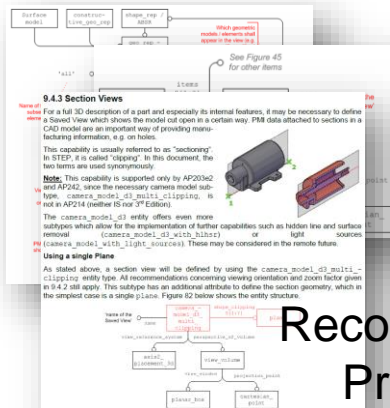 Surface
model
construc-
tive_geo_rep
shape_rep /
Which geometric
models / elements shall
See Figure 45
for other items
'all'
items
9.4.3 Section Views
For a full 3D description of a part and especially its internal features, it may be necessary to define
a Saved View which shows the model cut open in a certain way. PMI data attached to sections in a
CAD model are an important way of providing manu-
facturing information, e.g. on holes.
This capability is usually referred to as "sectioning".
In STEP, it is called "clipping". In this document, the
two terms are used synonymously.
Note: This capability is supported only by AP203e2
and AP242, since the necessary camera model sub-
type, camera_model_d3_multi_clipping, is
not in AP214 (neither IS nor 3rd Edition).
The camera_model_d3 entity offers even more
subtypes which allow for the implementation of further capabilities such as hidden line and surface
removal (camera_model_d3_with_hlhsr) or light sources
(camera_model_with_light_sources). These may be considered in the remote future.
Using a single Plane
As stated above, a section view will be defined by using the camera_model_d3_multi_-
clipping entity type. All recommendations concerning viewing orientation and zoom factor given
in 9.4.2 still apply. This subtype has an additional attribute to define the section geometry, which in
the simplest case is a single plane. Figure 82 below shows the entity structure.
Name of the
Saved View
name
camera_-
model_d3_
multi_-
clipping
view_reference_system
perspective_of_volume
axis2_
placement_3d
view_volume
view_window
projection_point
planar_box
cartesian_
point
Reco
Pr